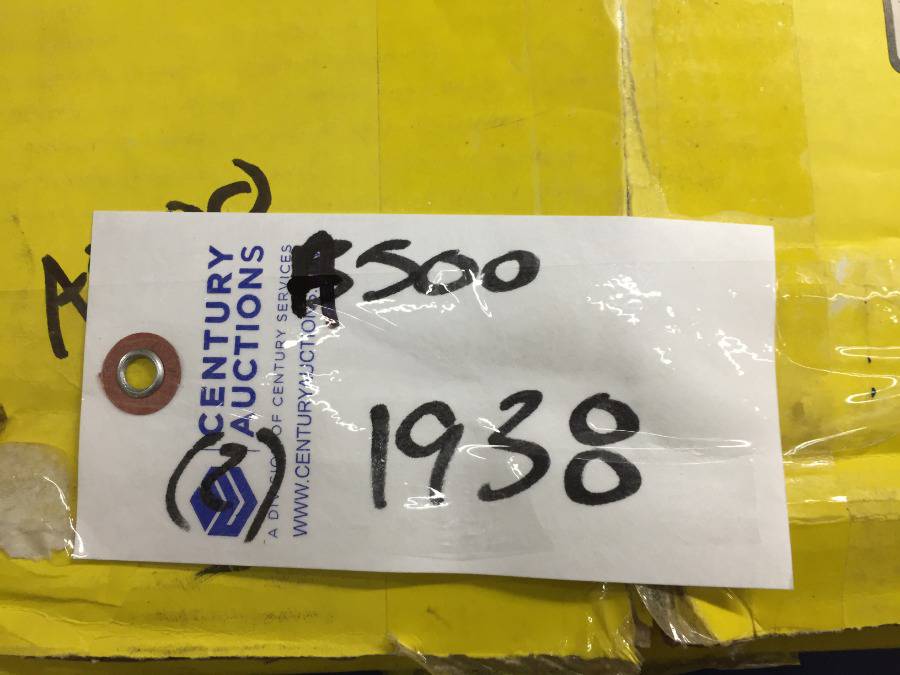 CENTURY
AUCTIONS
A DIVISION OF CENTURY SERVICES
WWW.CENTURYAUCTIONS
500
(2)
1938